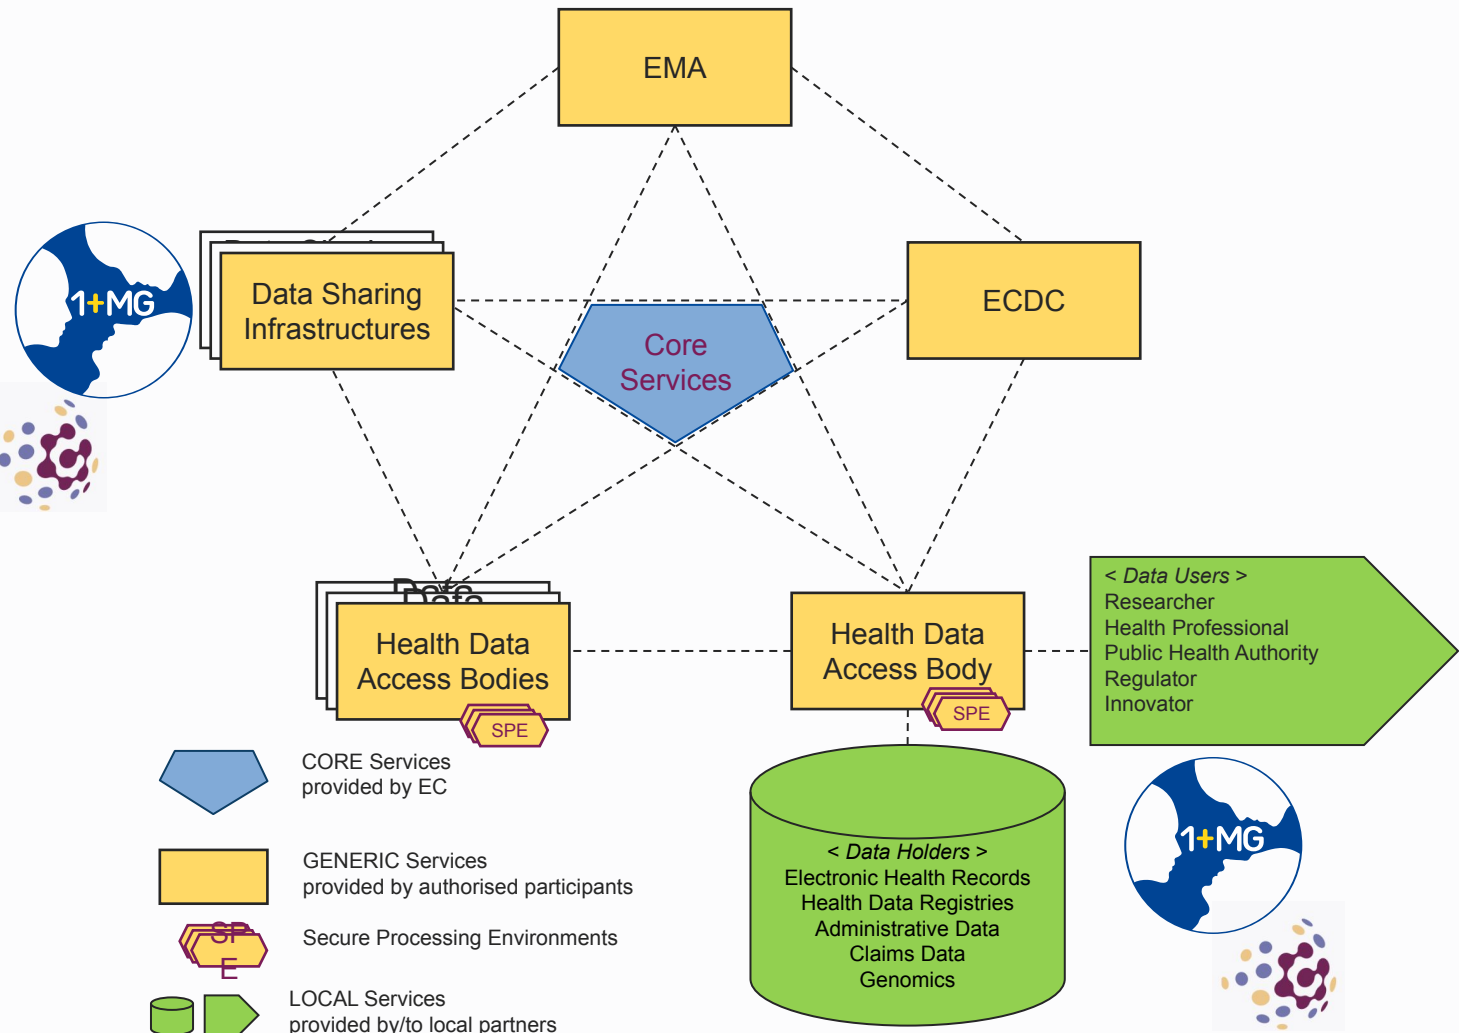 EMA
Data Sharing
Infrastructures
1+MG
ECDC
Core
Services
Data
Data
Health Data
Access Bodies
SPE
Health Data
Access Body
SPE
< Data Users >
Researcher
Health Professional
Public Health Authority
Regulator
Innovator
CORE Services
provided by EC
GENERIC Services
provided by authorised participants
SP
E
Secure Processing Environments
LOCAL Services
provided by/to local partners
< Data Holders >
Electronic Health Records
Health Data Registries
Administrative Data
Claims Data
Genomics
1+MG